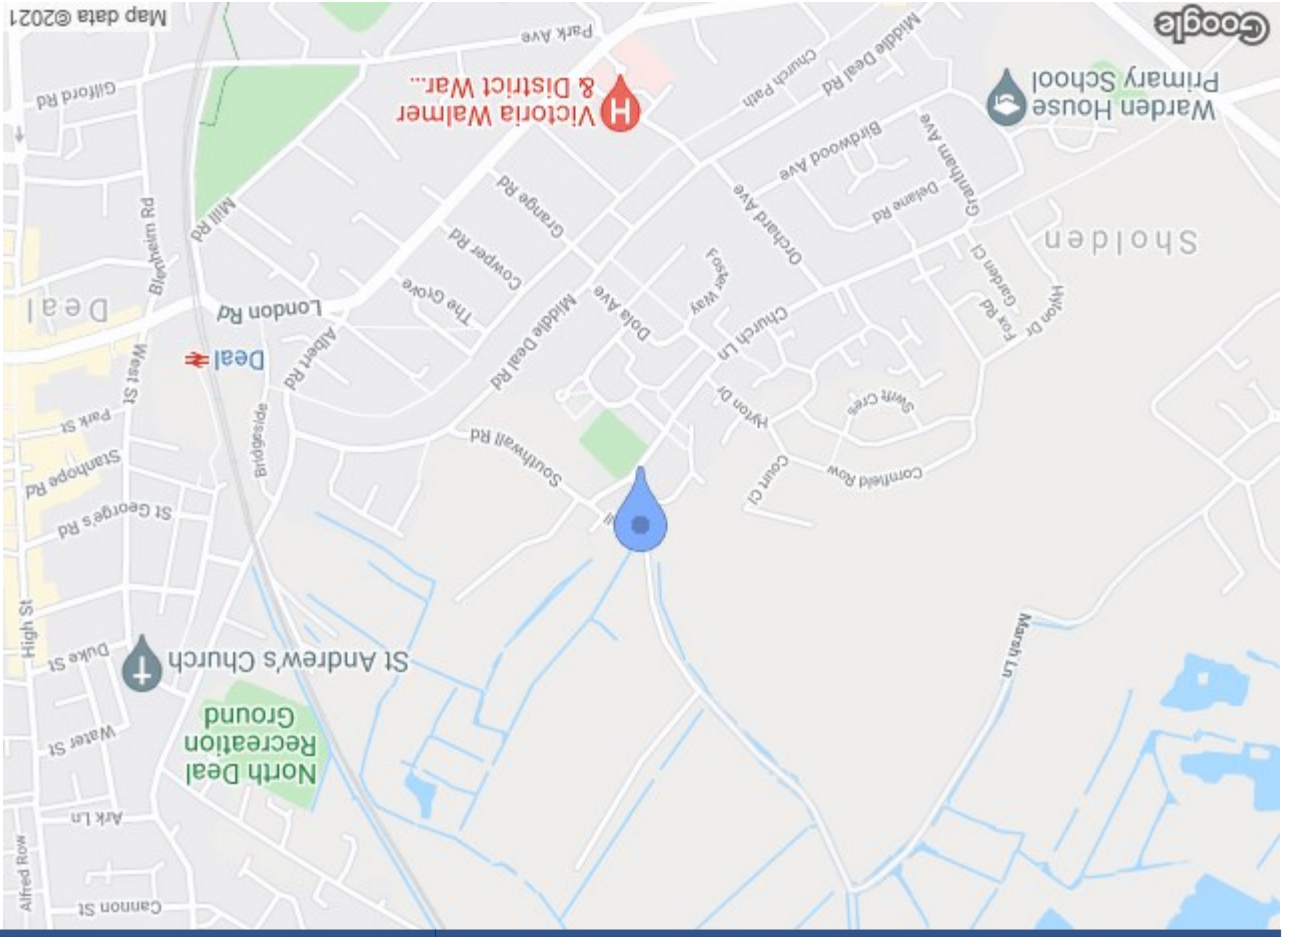 Cannon St
Alfred Row
Ark Ln
North Deal
Recreation
Ground
Water St
St Andrew's Church
Duke St
Marsh Ln
High St
St George's Rd
Stanhope Rd
Cornfield Row
Court Cl
Southwall Rd
Bridgeside
Park St
Swift Cres
Hyton Dr
West St
Deal
Albert Rd
Middle Deal Rd
Church Ln
Dola Ave
Foster Way
Hyton Dr
Fox Rd
Garden Cl
London Rd
Deal
The Grove
Cowper Rd
Grange Rd
Sholden
Orchard Ave
Mill Rd
Blenheim Rd
Delane Rd
Grantham Ave
Birdwood Ave
Warden House
Primary School
Victoria Walmer
& District War...
H
Middle Deal Rd
Church Path
Gilford Rd
Park Ave
Google
Map data ©2021